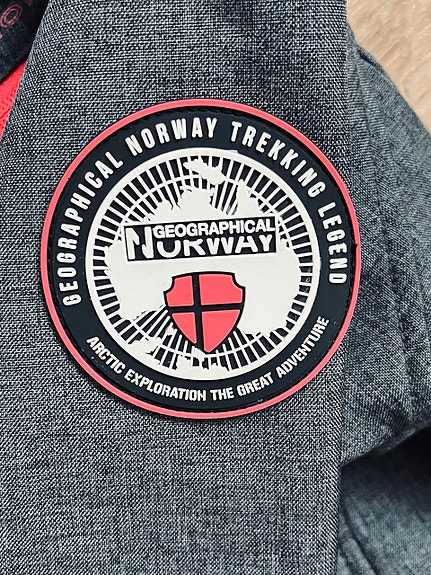 GEOGRAPHICAL NORWAY TREKKING LEGEND
GEOGRAPHICAL
NORWAY
ARCTIC EXPLORATION THE GREAT ADVENTURE